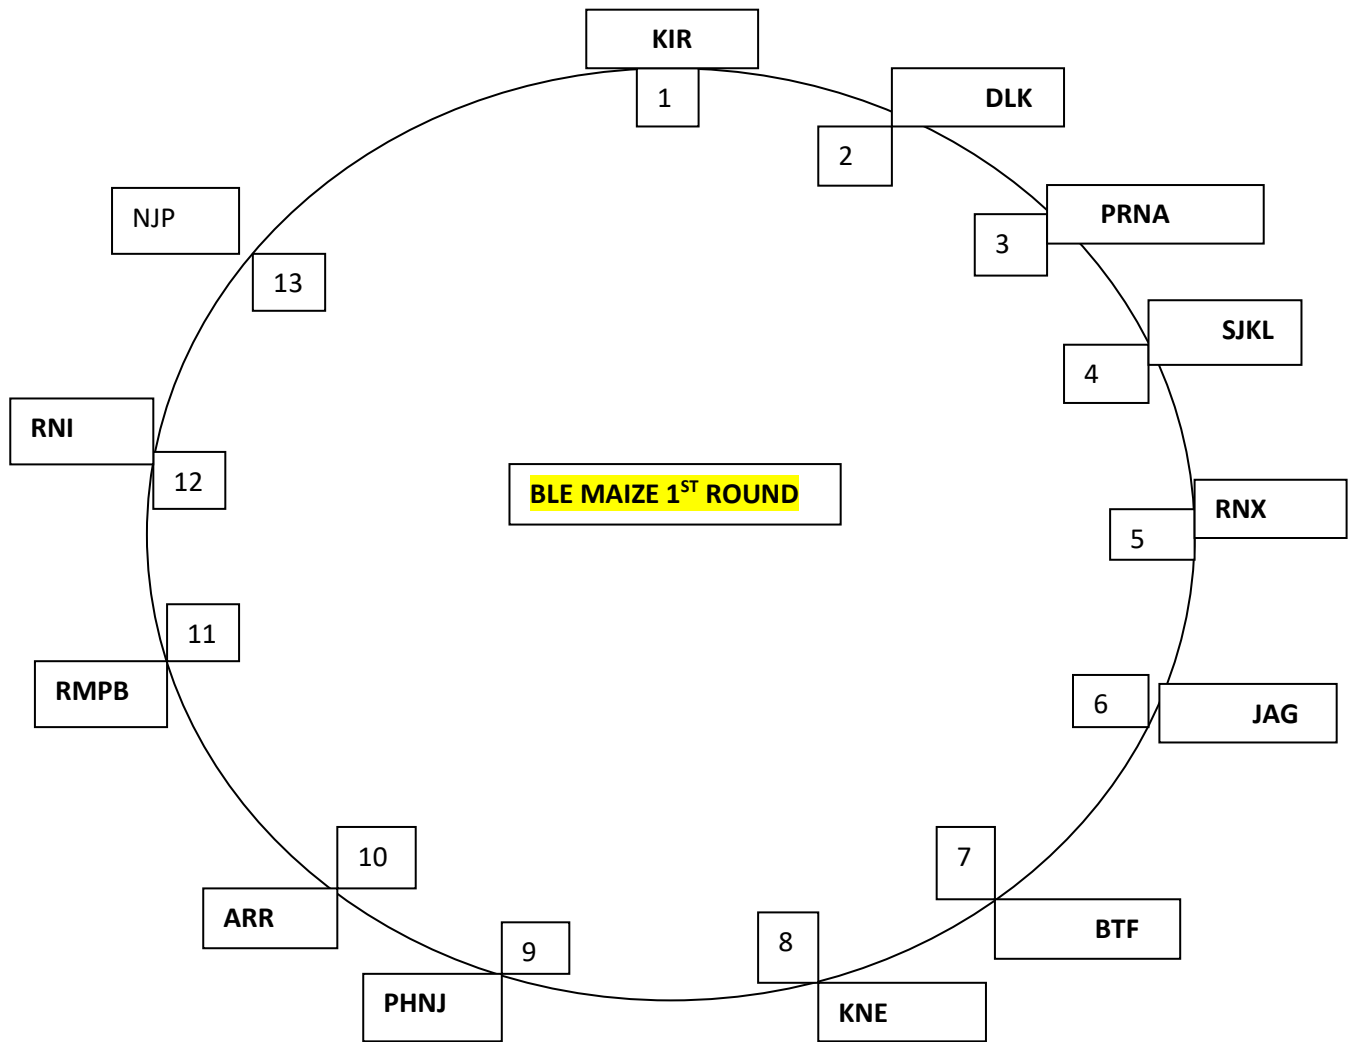 KIR
1
DLK
2
PRNA
3
SJKL
4
RNX
5
JAG
6
BTF
7
KNE
8
PHNJ
9
ARR
10
RMPB
11
RNI
12
NJP
13
BLE MAIZE 1ST ROUND